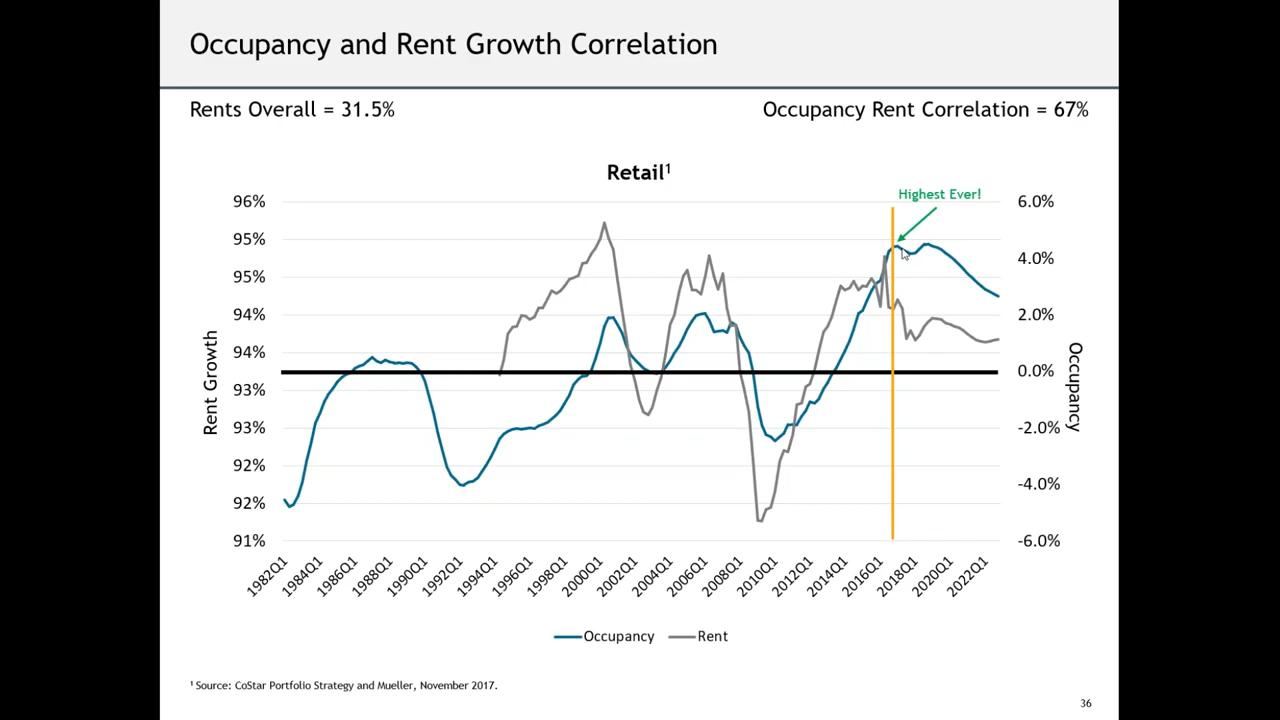 Occupancy and Rent Growth Correlation
Rents Overall = 31.5%
Occupancy Rent Correlation = 67%
Retail¹
Highest Ever!
96%
95%
95%
94%
94%
93%
93%
92%
92%
91%
Rent Growth
6.0%
4.0%
2.0%
0.0%
-2.0%
-4.0%
-6.0%
Occupancy
1982Q1
1984Q1
1986Q1
1988Q1
1990Q1
1992Q1
1994Q1
1996Q1
1998Q1
2000Q1
2002Q1
2004Q1
2006Q1
2008Q1
2010Q1
2012Q1
2014Q1
2016Q1
2018Q1
2020Q1
2022Q1
Occupancy
Rent
¹ Source: CoStar Portfolio Strategy and Mueller, November 2017.
36